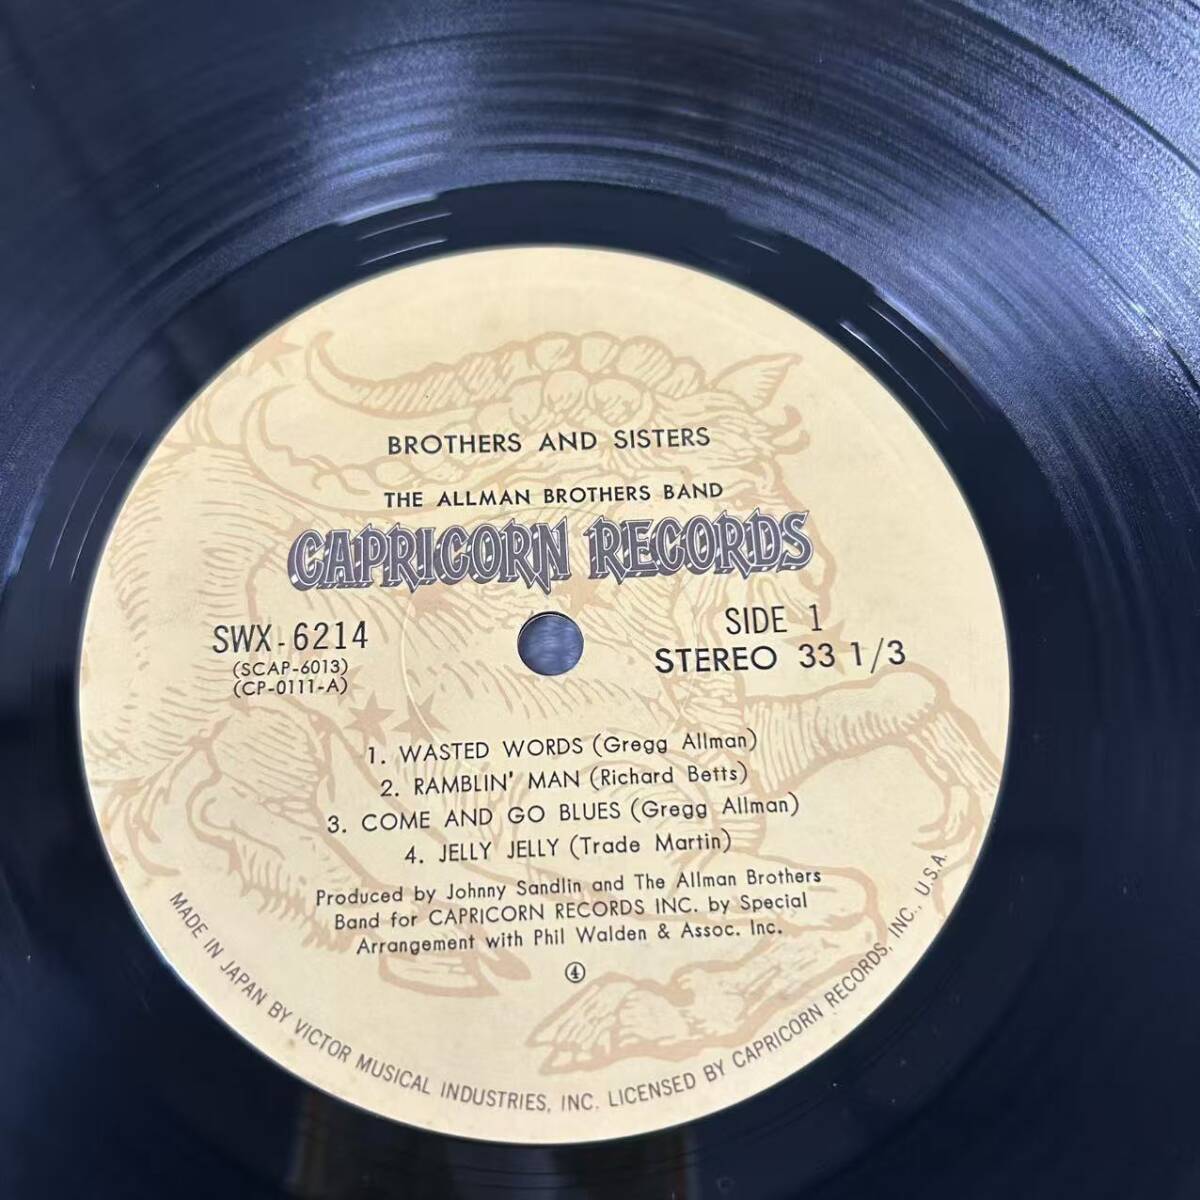 BROTHERS AND SISTERS
THE ALLMAN BROTHERS BAND
CAPRICORN RECORDS
SWX-6214
(SCAP-6013)
(CP-0111-A)
SIDE 1
STEREO 33 1/3
1. WASTED WORDS (Gregg Allman)
2. RAMBLIN' MAN (Richard Betts)
3. COME AND GO BLUES (Gregg Allman)
4. JELLY JELLY (Trade Martin)
Produced by Johnny Sandlin and The Allman Brothers
Band for CAPRICORN RECORDS INC. by Special
Arrangement with Phil Walden & Assoc. Inc.
④
MADE IN JAPAN BY VICTOR MUSICAL INDUSTRIES, INC. LICENSED BY CAPRICORN RECORDS, INC., U.S.A.